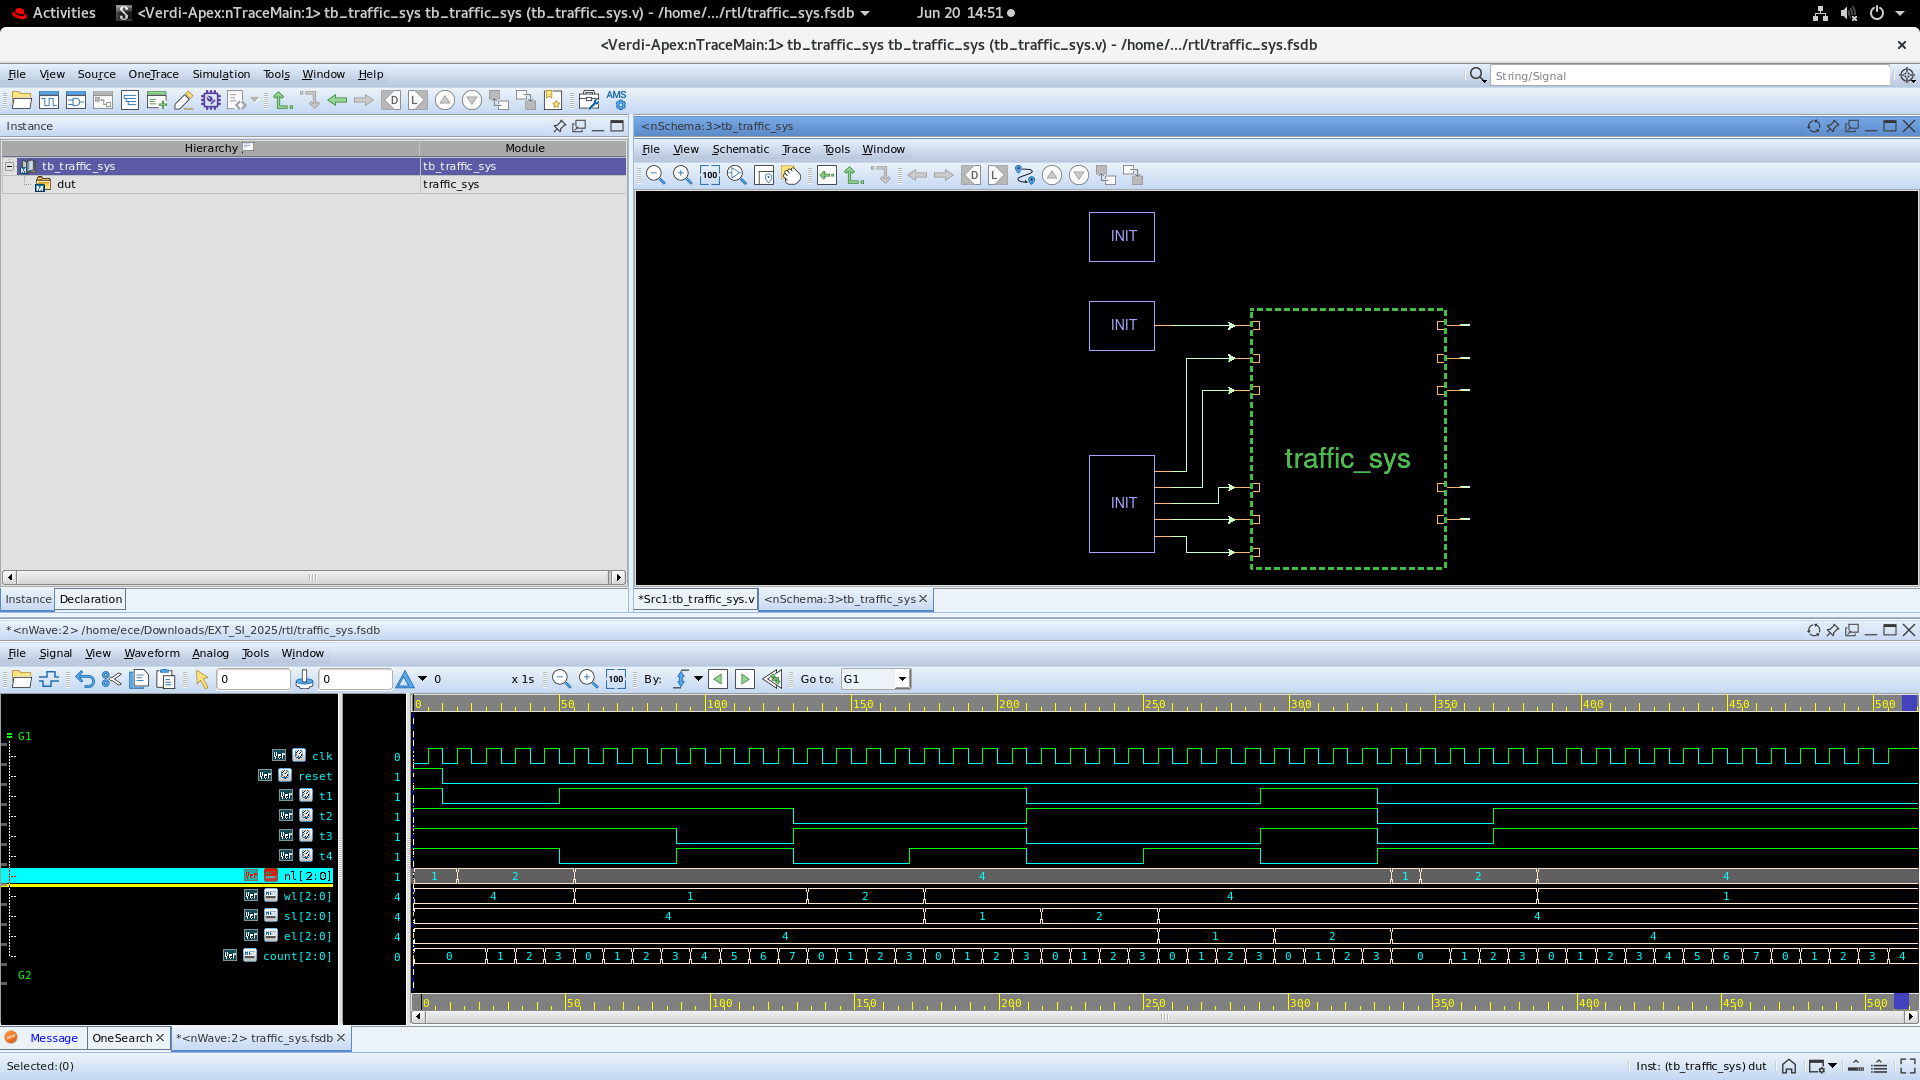 Activities <Verdi-Apex:nTraceMain:1> tb_traffic_sys tb_traffic_sys (tb_traffic_sys.v) - /home/.../rtl/traffic_sys.fsdb Jun 20 14:51
<Verdi-Apex:nTraceMain:1> tb_traffic_sys tb_traffic_sys (tb_traffic_sys.v) - /home/.../rtl/traffic_sys.fsdb
File View Source OneTrace Simulation Tools Window Help String/Signal
D L AMS
Instance
Hierarchy Module
tb_traffic_sys tb_traffic_sys
dut traffic_sys
Instance Declaration
<nSchema:3>tb_traffic_sys
File View Schematic Trace Tools Window
100 D L
INIT
INIT
traffic_sys
INIT
*Src1:tb_traffic_sys.v <nSchema:3>tb_traffic_sys
*<nWave:2> /home/ece/Downloads/EXT_SI_2025/rtl/traffic_sys.fsdb
File Signal View Waveform Analog Tools Window
0 0 0 x 1s 100 By: Go to: G1
0 50 100 150 200 250 300 350 400 450 500
G1
clk 0
reset 1
t1 1
t2 1
t3 1
t4 1
nl[2:0] 1 1 2 4 1 2 4
wl[2:0] 4 4 1 2 4 1
sl[2:0] 4 4 1 2 4
el[2:0] 4 4 1 2 4
count[2:0] 0 0 1 2 3 0 1 2 3 4 5 6 7 0 1 2 3 0 1 2 3 0 1 2 3 0 1 2 3 0 1 2 3 0 1 2 3 0 1 2 3 4 5 6 7 0 1 2 3 4
G2
0 50 100 150 200 250 300 350 400 450 500
Message OneSearch *<nWave:2> traffic_sys.fsdb
Selected:(0) Inst: (tb_traffic_sys) dut